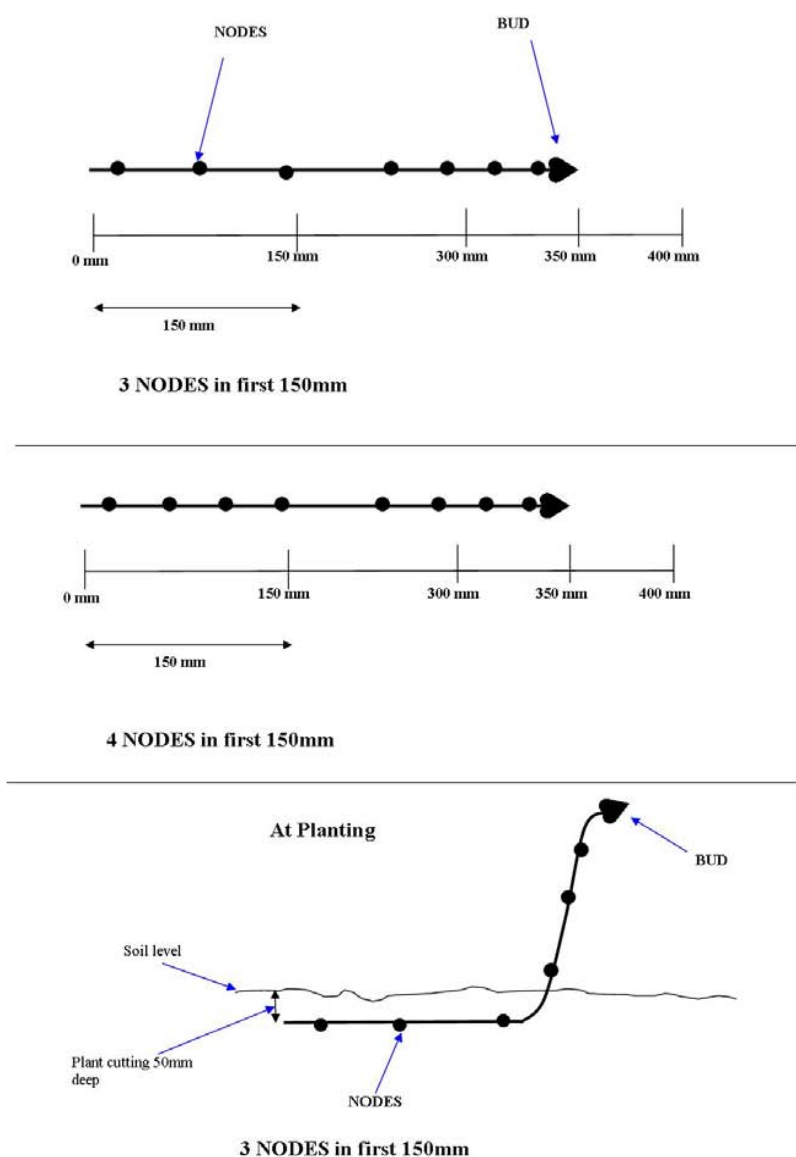 NODES
BUD
0 mm
150 mm
300 mm
350 mm
400 mm
150 mm
3 NODES in first 150mm
0 mm
150 mm
300 mm
350 mm
400 mm
150 mm
4 NODES in first 150mm
At Planting
BUD
Soil level
Plant cutting 50mm
deep
NODES
3 NODES in first 150mm